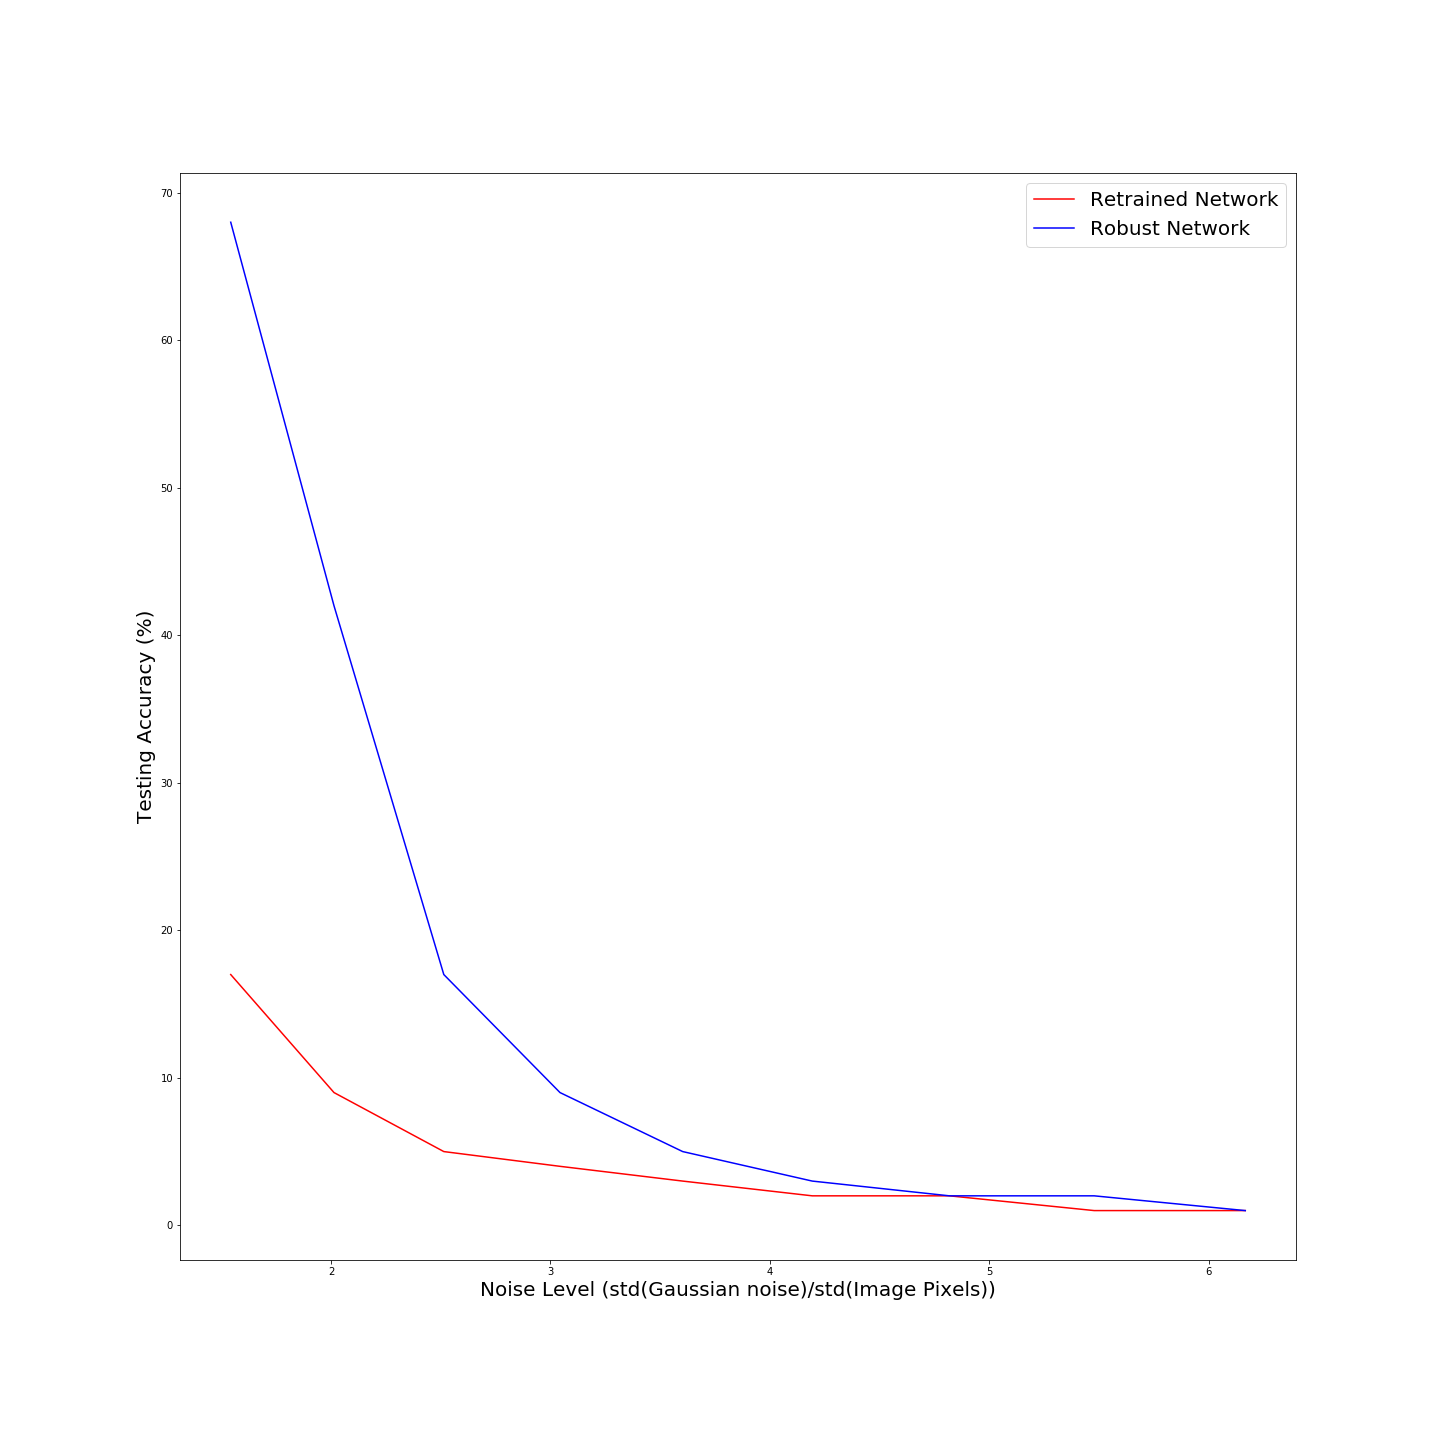 Retrained Network
Robust Network
70
60
50
40
30
20
10
0
Testing Accuracy (%)
2 3 4 5 6
Noise Level (std(Gaussian noise)/std(Image Pixels))